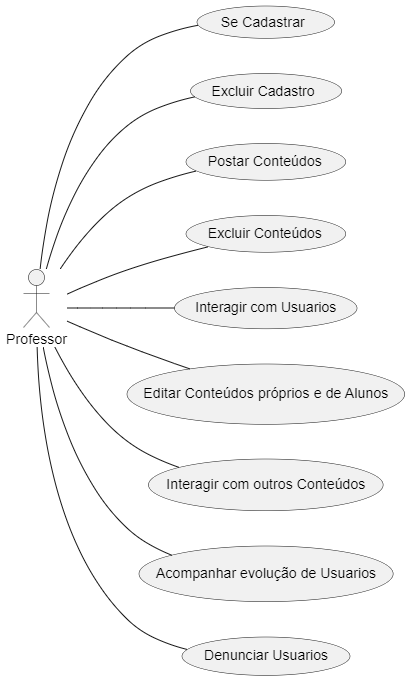 Se Cadastrar
Excluir Cadastro
Postar Conteúdos
Excluir Conteúdos
Interagir com Usuarios
Professor
Editar Conteúdos próprios e de Alunos
Interagir com outros Conteúdos
Acompanhar evolução de Usuarios
Denunciar Usuarios